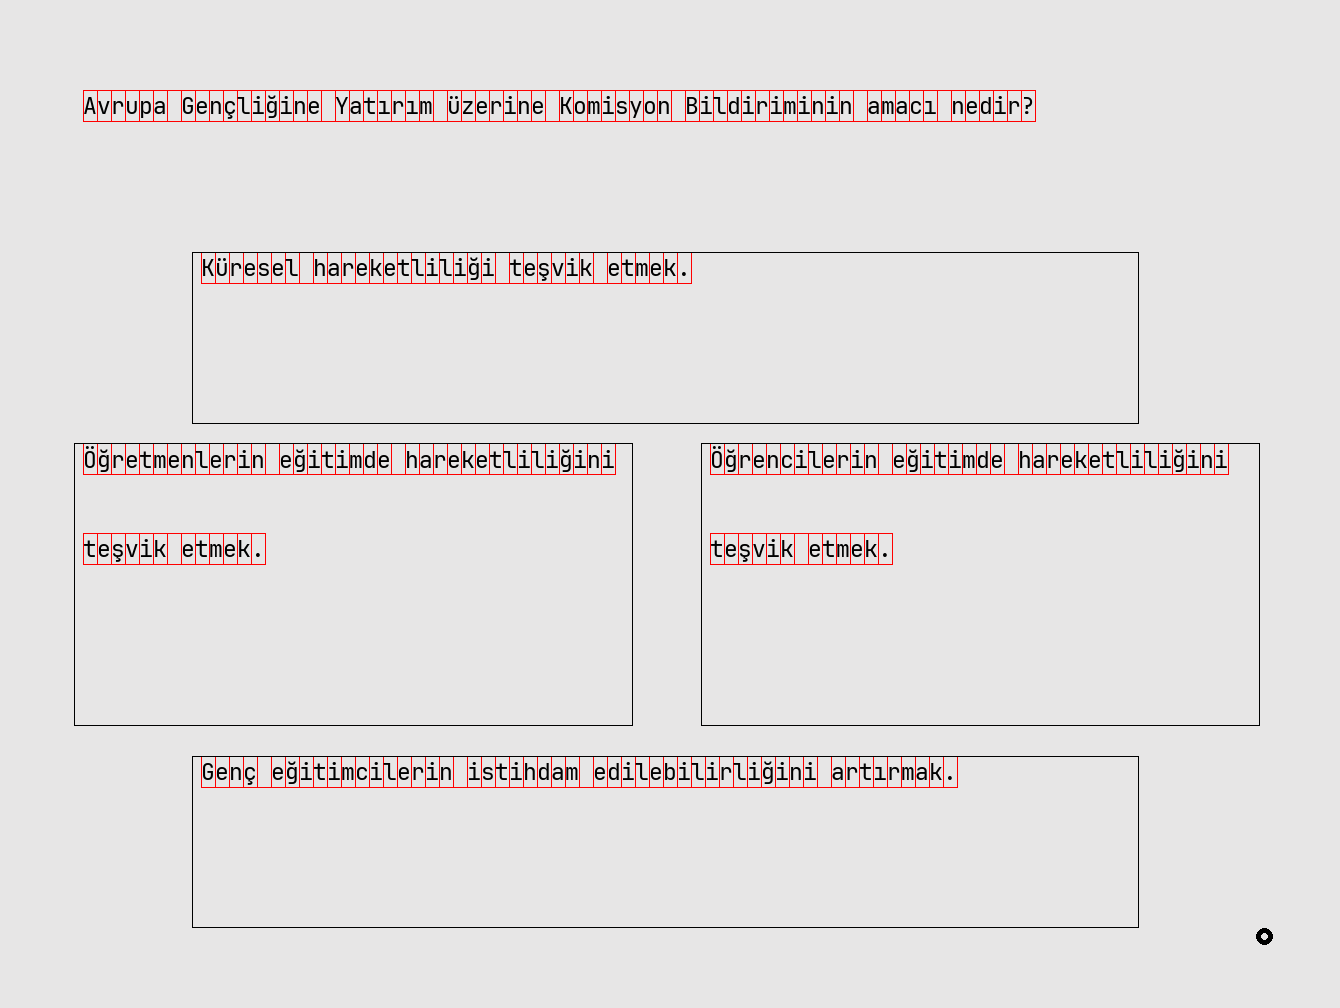 Avrupa Gençliğine Yatırım üzerine Komisyon Bildiriminin amacı nedir?
Küresel hareketliliği teşvik etmek.
Öğretmenlerin eğitimde hareketliliğini
teşvik etmek.
Öğrencilerin eğitimde hareketliliğini
teşvik etmek.
Genç eğitimcilerin istihdam edilebilirliğini artırmak.